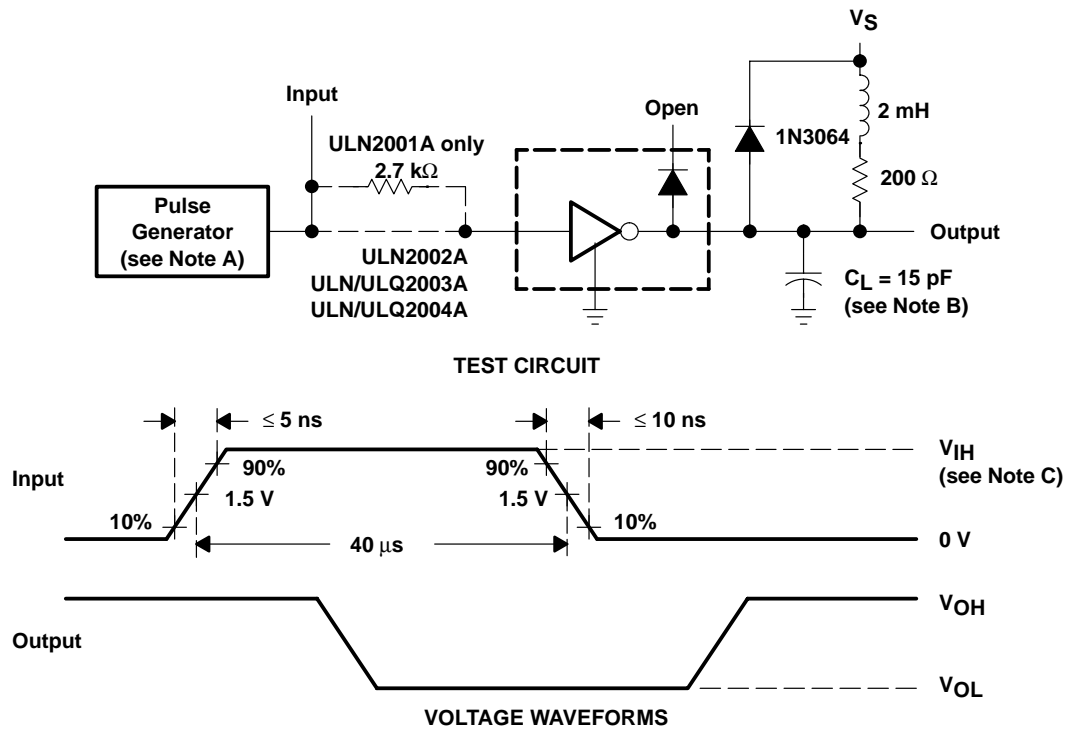 VS
Input
Open
2 mH
ULN2001A only
1N3064
2.7 kΩ
200 Ω
Pulse
Generator
(see Note A)
Output
ULN2002A
ULN/ULQ2003A
ULN/ULQ2004A
CL = 15 pF
(see Note B)
TEST CIRCUIT
≤ 5 ns
≤ 10 ns
VIH
(see Note C)
Input
90%
90%
1.5 V
1.5 V
10%
10%
40 μs
0 V
VOH
Output
VOL
VOLTAGE WAVEFORMS